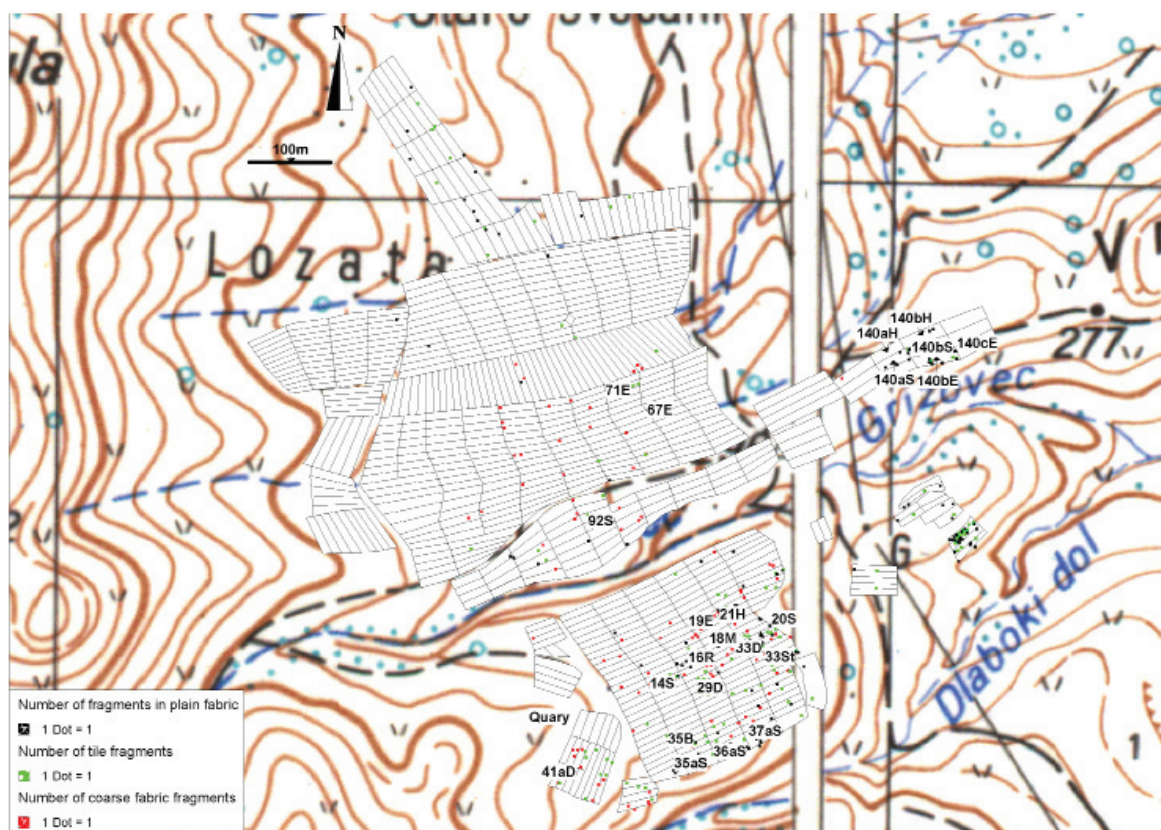 N
100m
Lozata
140bH
140aH
140bS
140cE
277
140aS
140bE
Grizovec
71E
67E
92S
G
Dlaboki dol
21H
19E
20S
18M
33D
16R
33St
14S
29D
Quary
37aS
35B
36aS
35aS
41aD
1
Number of fragments in plain fabric
1 Dot = 1
Number of tile fragments
1 Dot = 1
Number of coarse fabric fragments
1 Dot = 1